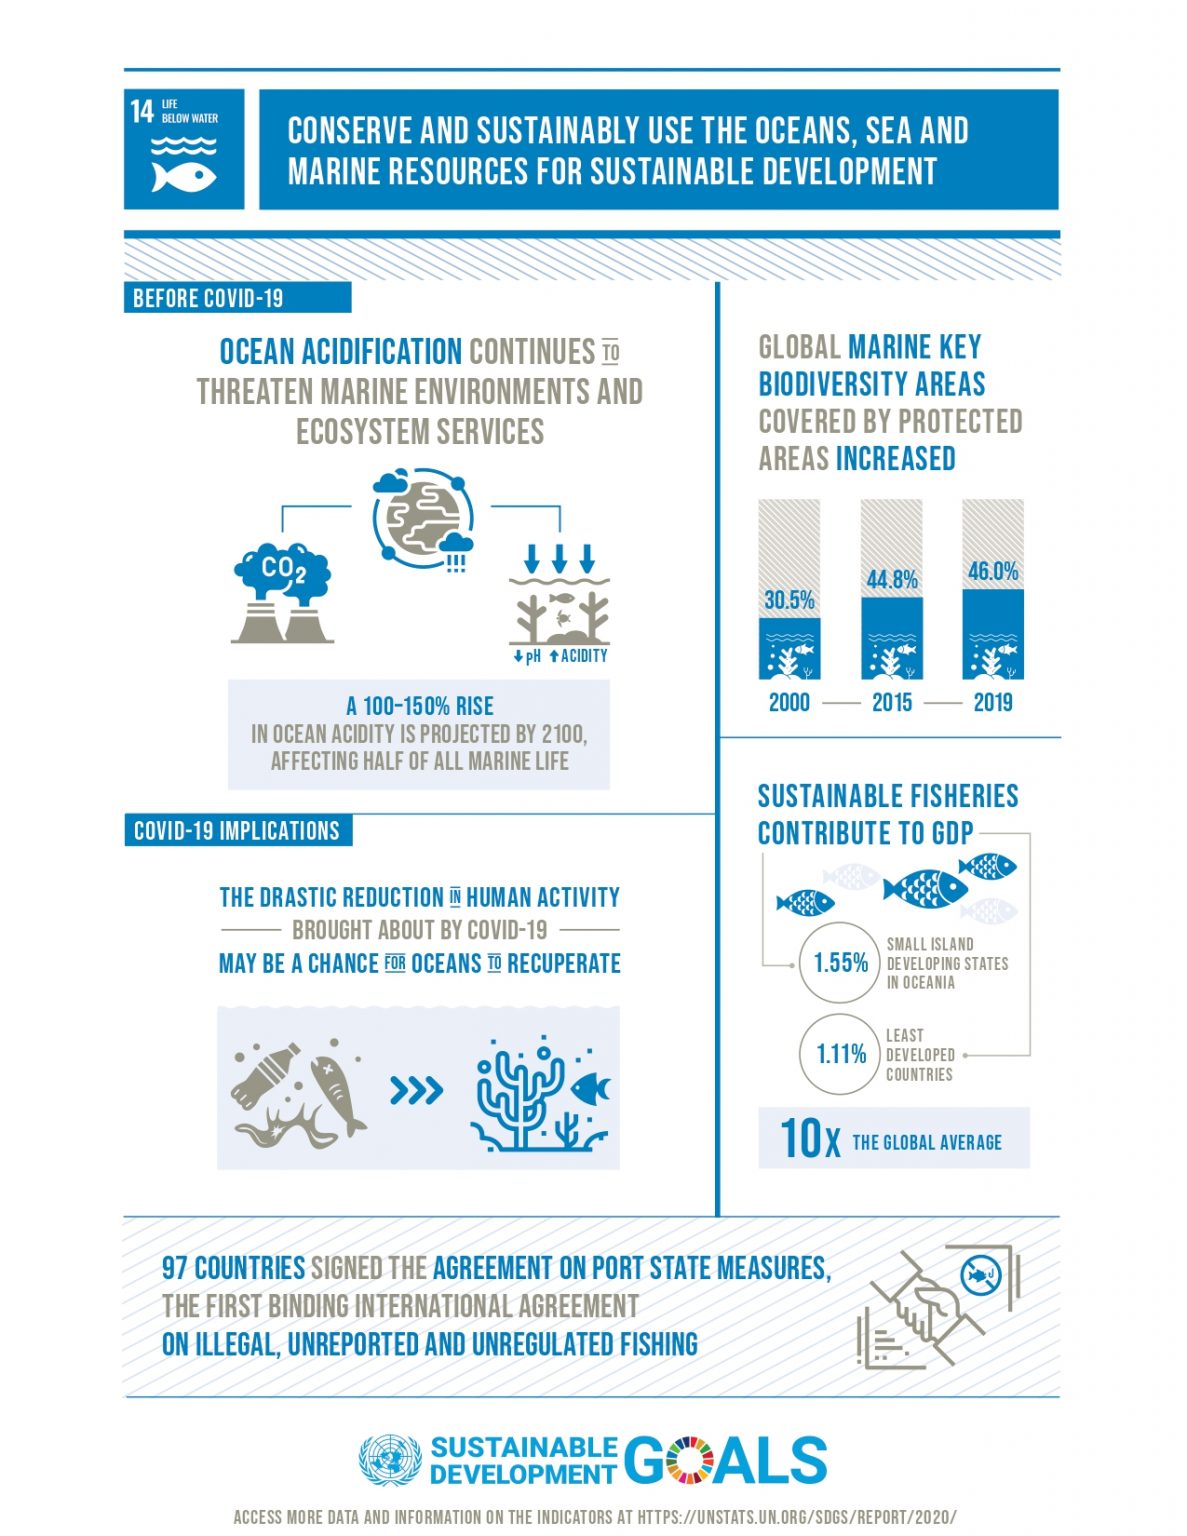 14 LIFE
BELOW WATER
CONSERVE AND SUSTAINABLY USE THE OCEANS, SEA AND
MARINE RESOURCES FOR SUSTAINABLE DEVELOPMENT
BEFORE COVID-19
OCEAN ACIDIFICATION CONTINUES TO
THREATEN MARINE ENVIRONMENTS AND
ECOSYSTEM SERVICES
CO2
pH ACIDITY
A 100-150% RISE
IN OCEAN ACIDITY IS PROJECTED BY 2100,
AFFECTING HALF OF ALL MARINE LIFE
COVID-19 IMPLICATIONS
THE DRASTIC REDUCTION IN HUMAN ACTIVITY
BROUGHT ABOUT BY COVID-19
MAY BE A CHANCE FOR OCEANS TO RECUPERATE
GLOBAL MARINE KEY
BIODIVERSITY AREAS
COVERED BY PROTECTED
AREAS INCREASED
30.5%
44.8%
46.0%
2000
2015
2019
SUSTAINABLE FISHERIES
CONTRIBUTE TO GDP
1.55%
SMALL ISLAND
DEVELOPING STATES
IN OCEANIA
1.11%
LEAST
DEVELOPED
COUNTRIES
10X THE GLOBAL AVERAGE
97 COUNTRIES SIGNED THE AGREEMENT ON PORT STATE MEASURES,
THE FIRST BINDING INTERNATIONAL AGREEMENT
ON ILLEGAL, UNREPORTED AND UNREGULATED FISHING
SUSTAINABLE
DEVELOPMENT
GOALS
ACCESS MORE DATA AND INFORMATION ON THE INDICATORS AT HTTPS://UNSTATS.UN.ORG/SDGS/REPORT/2020/